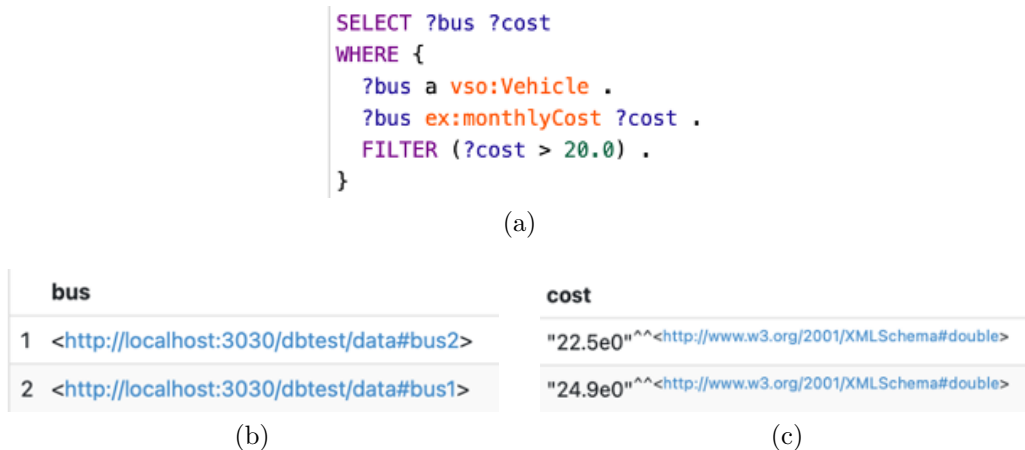 SELECT ?bus ?cost
WHERE {
?bus a vso:Vehicle .
?bus ex:monthlyCost ?cost .
FILTER (?cost > 20.0) .
}
(a)
bus
1 <http://localhost:3030/dbtest/data#bus2>
2 <http://localhost:3030/dbtest/data#bus1>
(b)
cost
"22.5e0"^^<http://www.w3.org/2001/XMLSchema#double>
"24.9e0"^^<http://www.w3.org/2001/XMLSchema#double>
(c)